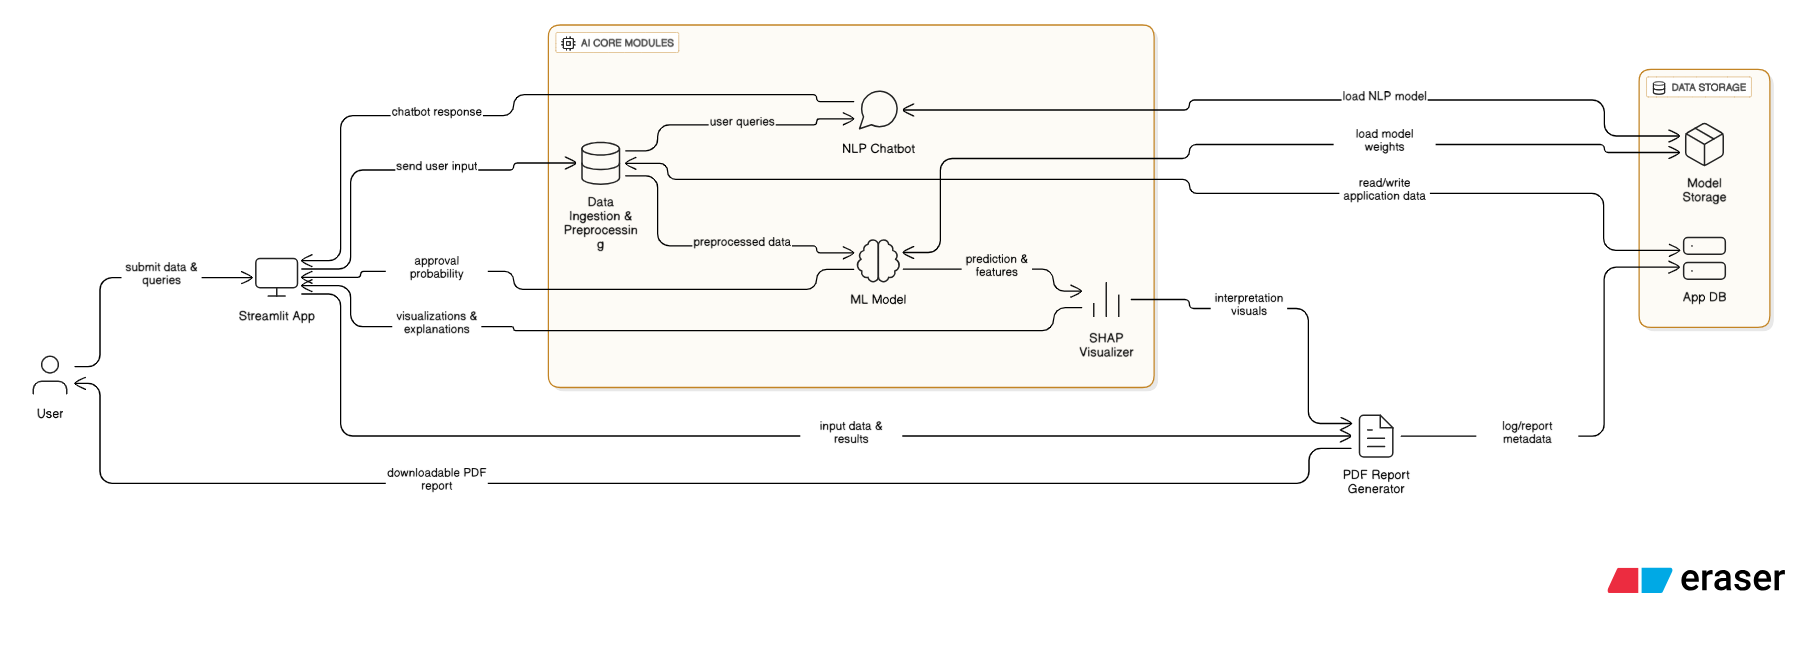 AI CORE MODULES
DATA STORAGE
chatbot response
user queries
load NLP model
NLP Chatbot
load model
weights
send user input
Model
Storage
read/write
application data
Data
Ingestion &
Preprocessin
g
preprocessed data
submit data &
queries
approval
probability
prediction &
features
ML Model
App DB
Streamlit App
visualizations &
explanations
interpretation
visuals
SHAP
Visualizer
User
input data &
results
log/report
metadata
downloadable PDF
report
PDF Report
Generator
eraser